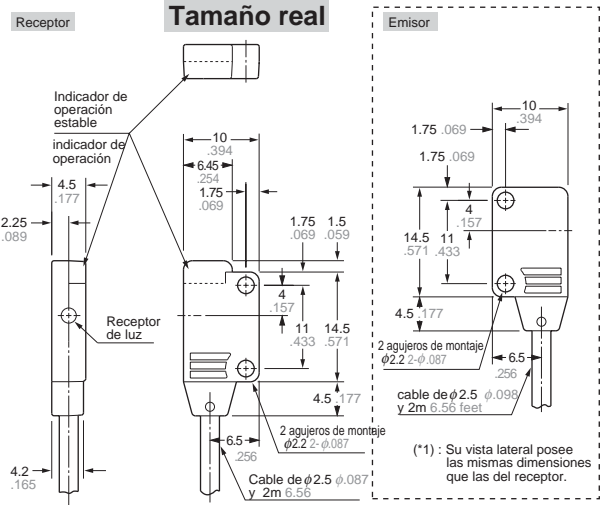 Receptor
Tamaño real
Emisor
Indicador de
operación
estable
indicador de
operación
4.5
.177
2.25
.089
Receptor
de luz
4.2
.165
10
.394
6.45
.254
1.75
.069
1.75
.069
1.5
.059
4
.157
11
.433
14.5
.571
4.5 .177
2 agujeros de montaje
ϕ2.2 2-ϕ.087
6.5
.256
Cable de ϕ2.5 ϕ.087
y 2m 6.56
10
.394
1.75 .069
1.75 .069
4
.157
14.5
.571
11
.433
4.5 .177
2 agujeros de montaje
ϕ2.2 2-ϕ.087
6.5
.256
cable de ϕ2.5 ϕ.098
y 2m 6.56 feet
(*1) : Su vista lateral posee
las mismas dimensiones
que las del receptor.